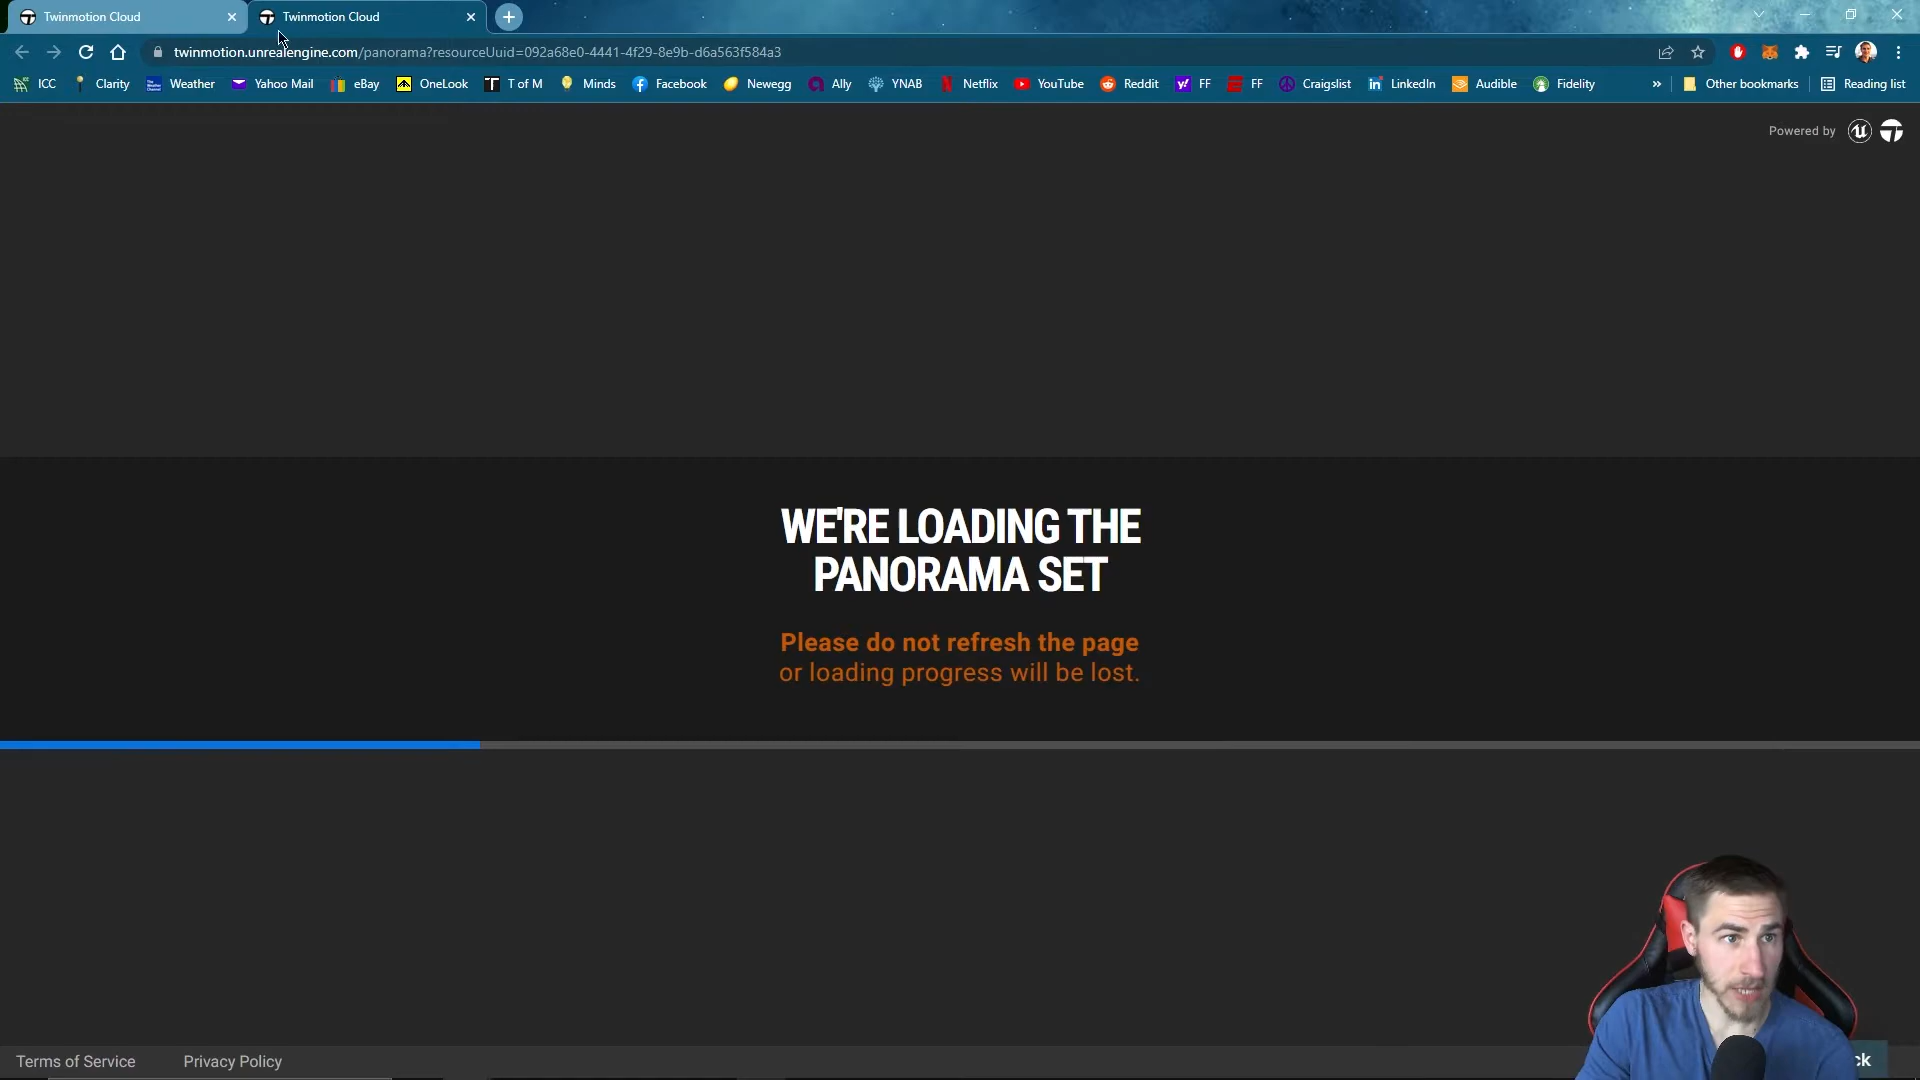 Twinmotion Cloud
Twinmotion Cloud
twinmotion.unrealengine.com/panorama?resourceUuid=092a68e0-4441-4f29-8e9b-d6a563f584a3
ICC Clarity Weather Yahoo Mail eBay OneLook T of M Minds Facebook Newegg Ally YNAB Netflix YouTube Reddit FF FF Craigslist LinkedIn Audible Fidelity » Other bookmarks Reading list
Powered by
WE'RE LOADING THE
PANORAMA SET
Please do not refresh the page
or loading progress will be lost.
Terms of Service Privacy Policy